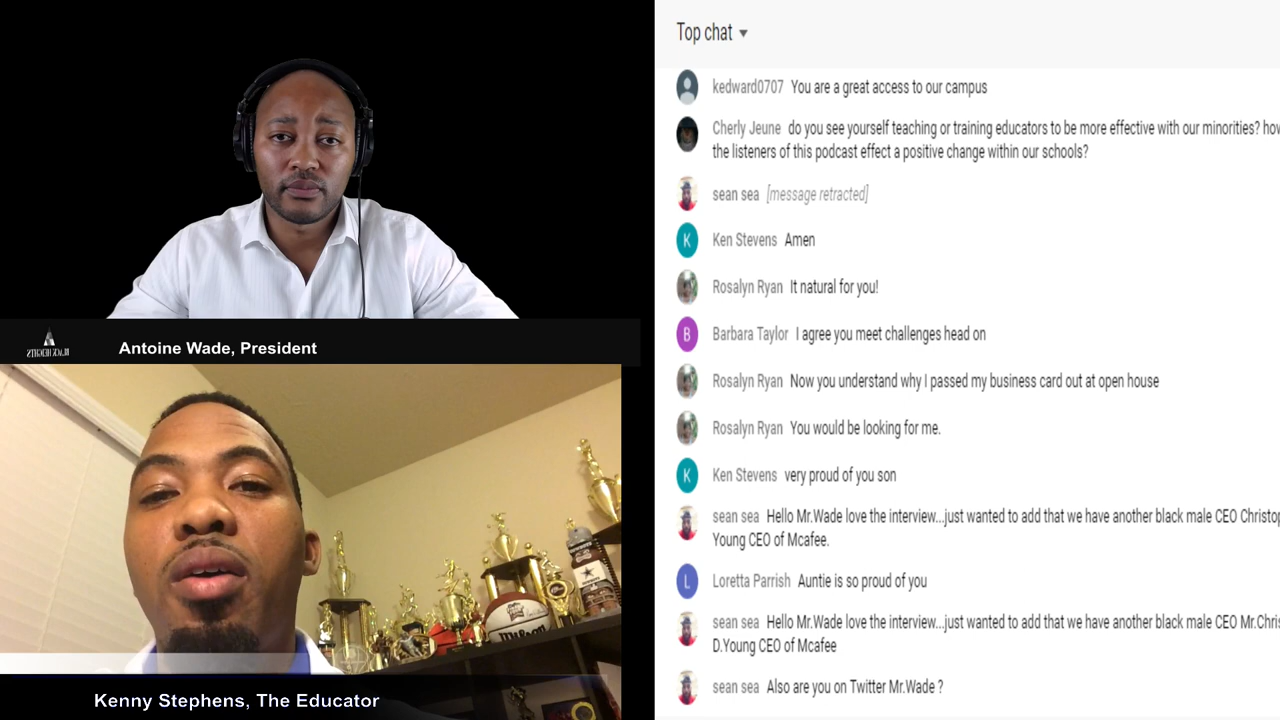 Antoine Wade, President
BLACK HEIGHTS
Wilson
Kenny Stephens, The Educator
Top chat
kedward0707 You are a great access to our campus
Cherly Jeune do you see yourself teaching or training educators to be more effective with our minorities? how
the listeners of this podcast effect a positive change within our schools?
sean sea [message retracted]
K Ken Stevens Amen
Rosalyn Ryan It natural for you!
B Barbara Taylor I agree you meet challenges head on
Rosalyn Ryan Now you understand why I passed my business card out at open house
Rosalyn Ryan You would be looking for me.
K Ken Stevens very proud of you son
sean sea Hello Mr.Wade love the interview...just wanted to add that we have another black male CEO Christop
Young CEO of Mcafee.
L Loretta Parrish Auntie is so proud of you
sean sea Hello Mr.Wade love the interview...just wanted to add that we have another black male CEO Mr.Chris
D.Young CEO of Mcafee
sean sea Also are you on Twitter Mr.Wade ?